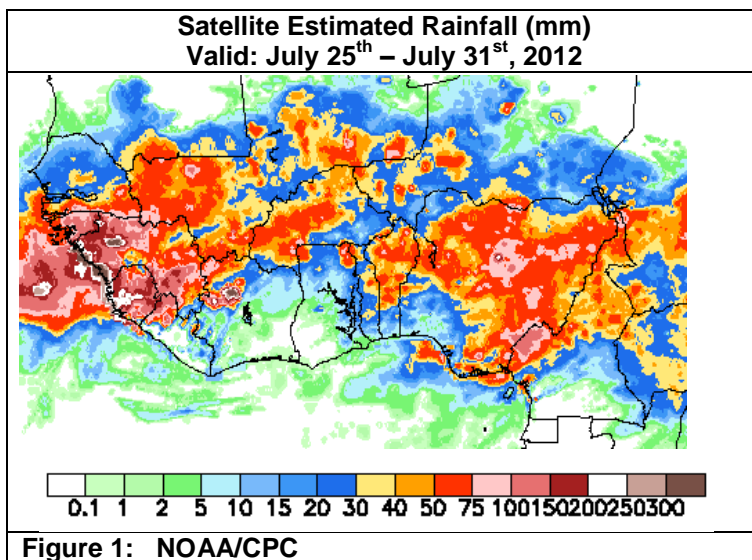 Satellite Estimated Rainfall (mm)
Valid: July 25th – July 31st, 2012
0.1 1 2 5 10 15 20 30 40 50 75 100150200250300
Figure 1: NOAA/CPC